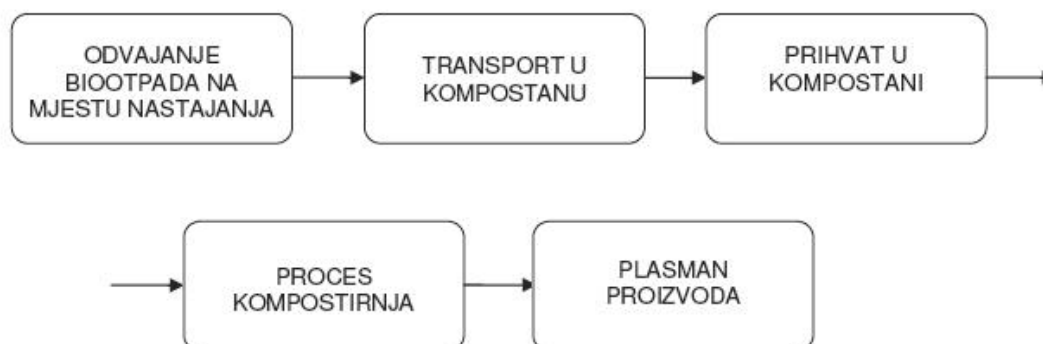 ODVAJANJE
BIOOTPADA NA
MJESTU NASTAJANJA
TRANSPORT U
KOMPOSTANU
PRIHVAT U
KOMPOSTANI
PROCES
KOMPOSTIRNJA
PLASMAN
PROIZVODA